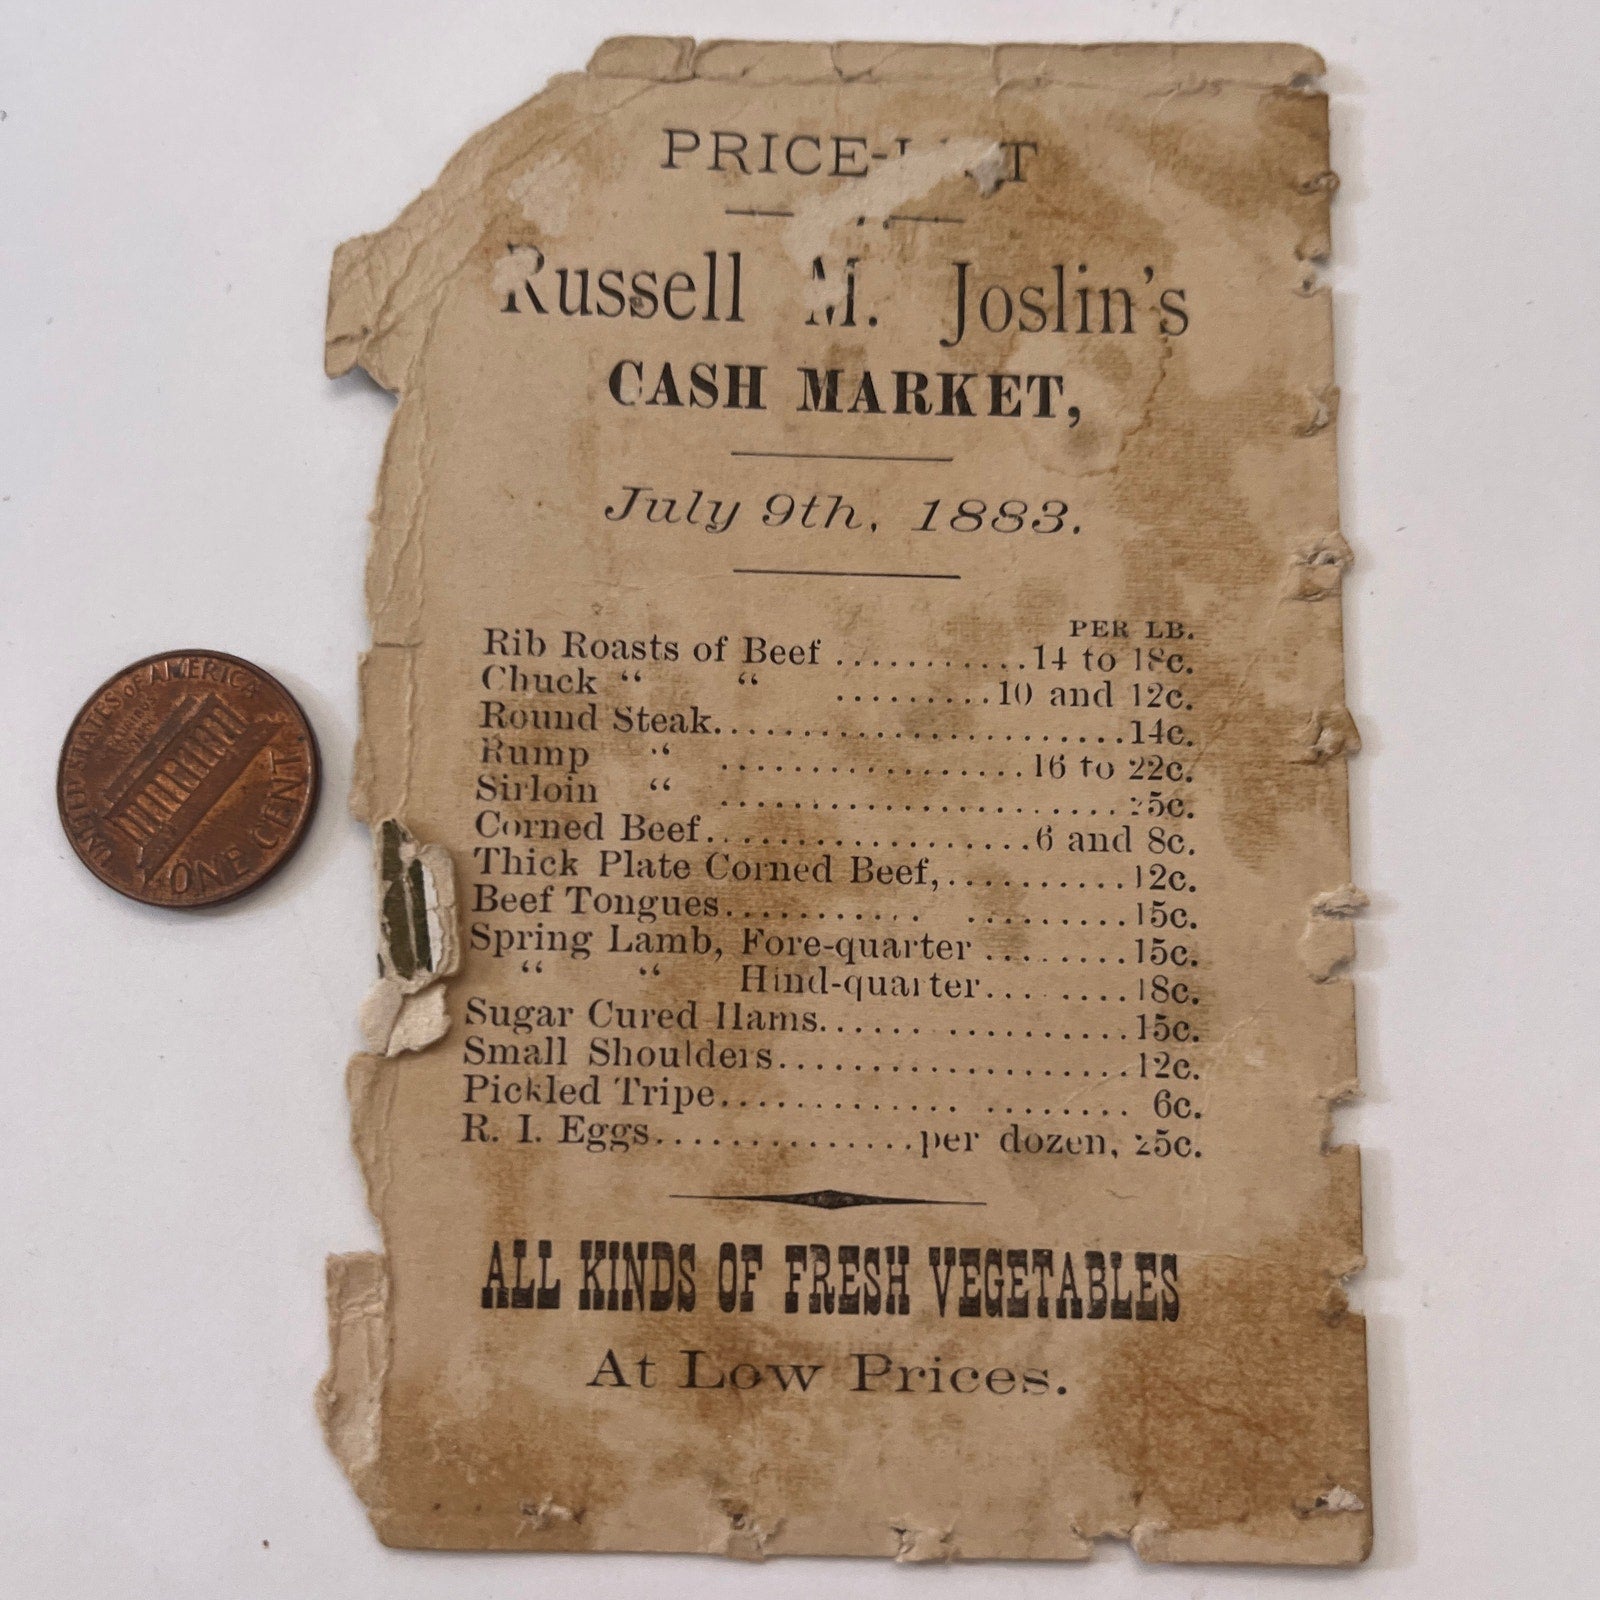 PRICE-LIST
Russell M. Joslin's
CASH MARKET,
July 9th, 1883.
PER LB.
Rib Roasts of Beef ...........14 to 18c.
Chuck “ “ .........10 and 12c.
Round Steak.......................14c.
Rump “ .................16 to 22c.
Sirloin “ ......................25c.
Corned Beef..................6 and 8c.
Thick Plate Corned Beef,..........12c.
Beef Tongues........... .........15c.
Spring Lamb, Fore-quarter ........15c.
“ “ Hind-quarter... .....18c.
Sugar Cured Hams...... ..........15c.
Small Shoulders...................12c.
Pickled Tripe............. ........ 6c.
R. I. Eggs..............per dozen, 25c.
ALL KINDS OF FRESH VEGETABLES
At Low Prices.
UNITED STATES OF AMERICA
ONE CENT